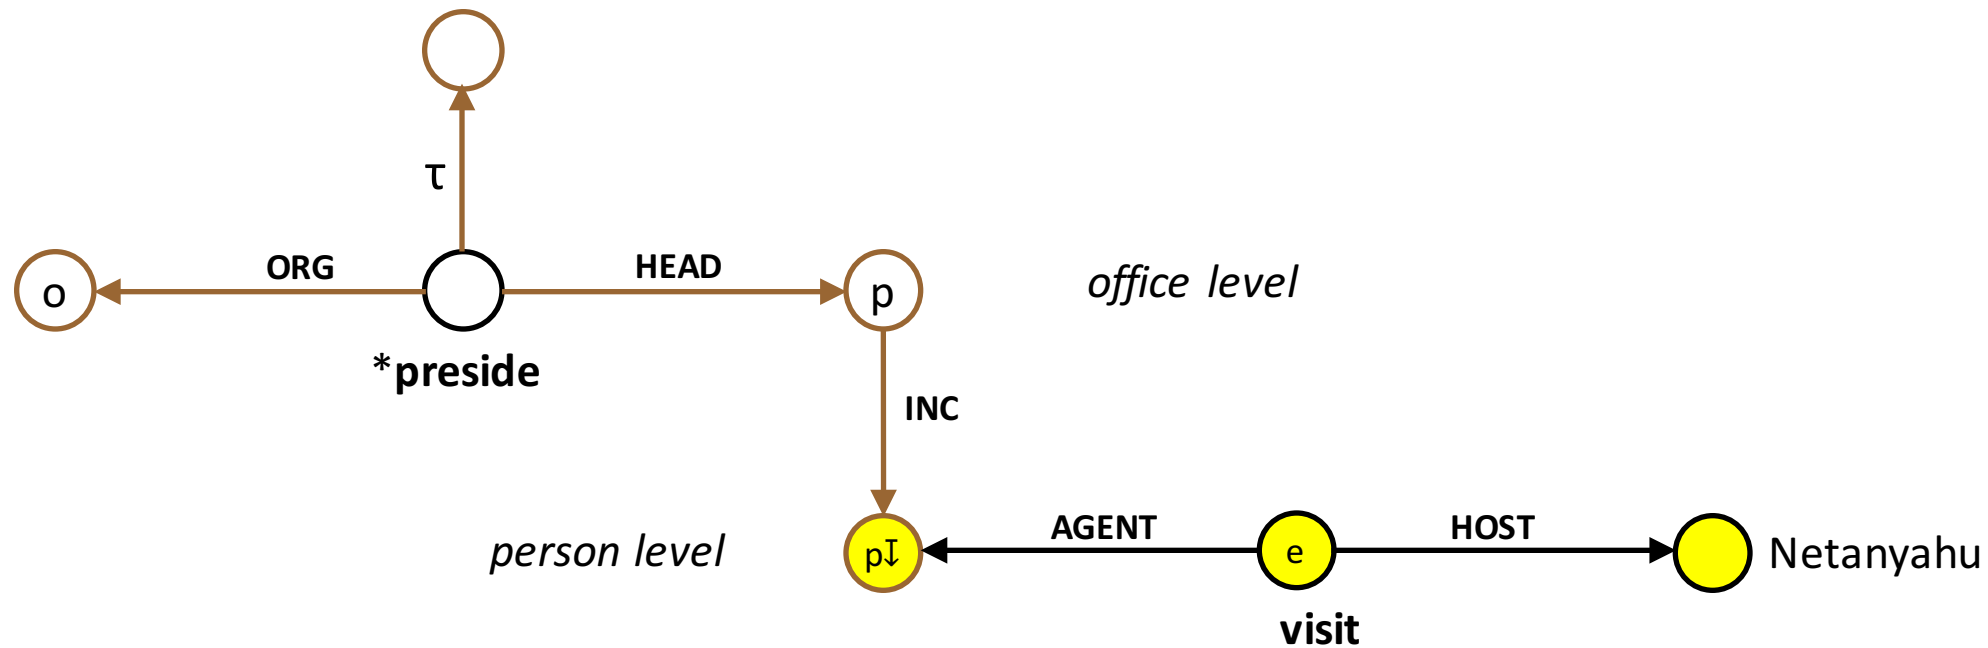 τ
ORG
HEAD
o
p
office level
*preside
INC
person level
p↧
AGENT
e
HOST
Netanyahu
visit